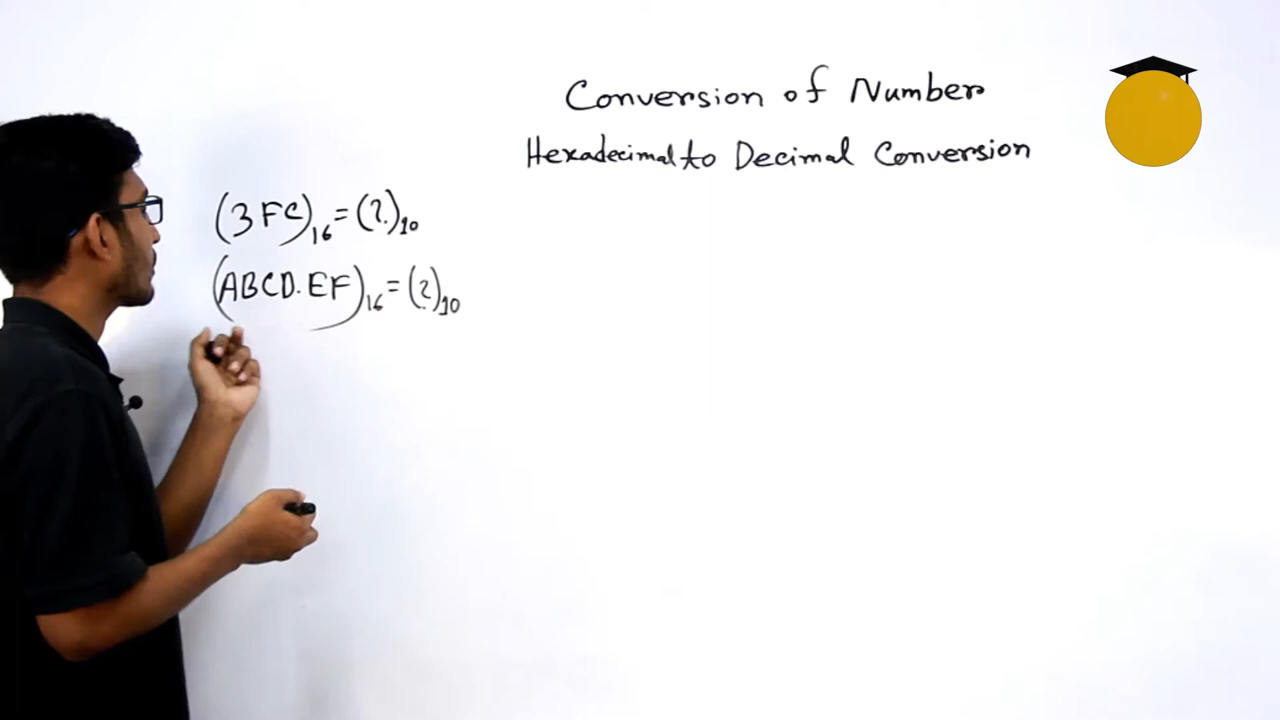 Conversion of Number
Hexadecimal to Decimal Conversion
(3FC)₁₆ = (?)₁₀
(ABCD.EF)₁₆ = (?)₁₀